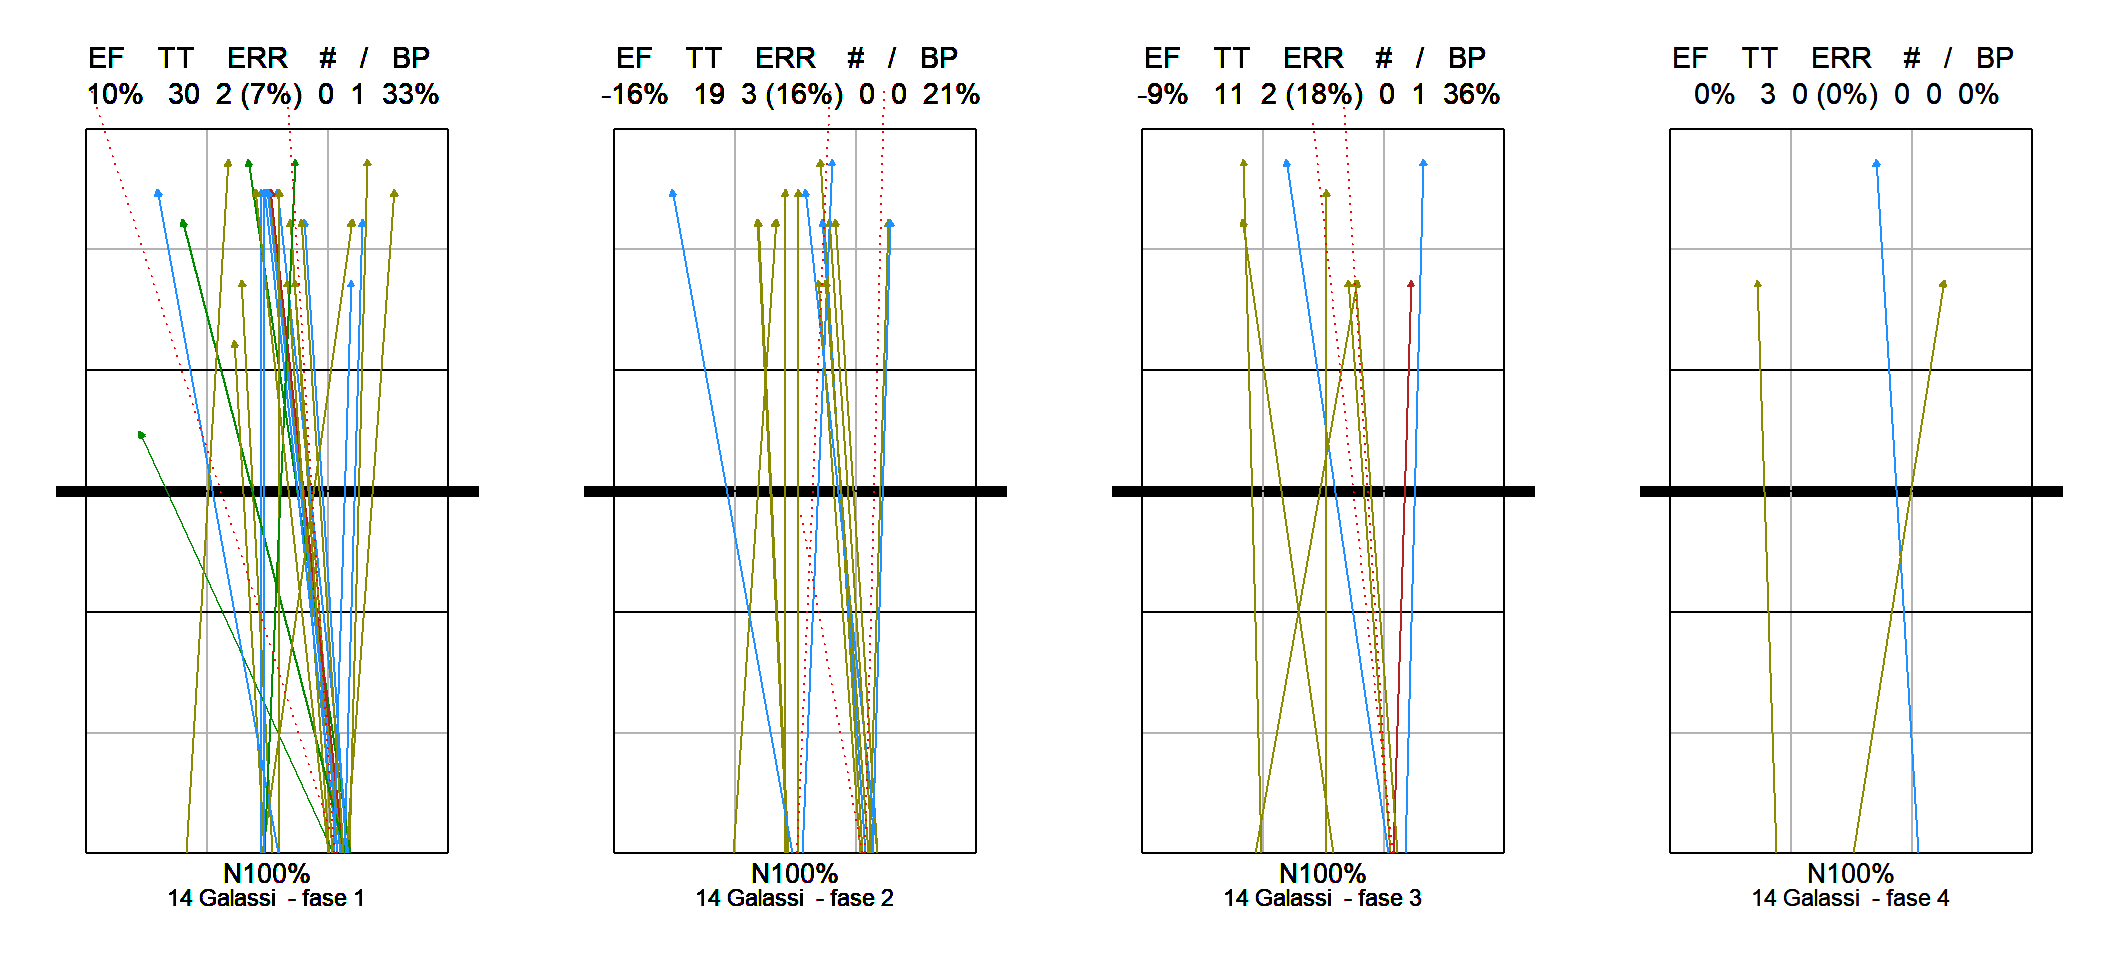 EF TT ERR # / BP
10% 30 2 (7%) 0 1 33%
N100%
14 Galassi - fase 1
EF TT ERR # / BP
-16% 19 3 (16%) 0 0 21%
N100%
14 Galassi - fase 2
EF TT ERR # / BP
-9% 11 2 (18%) 0 1 36%
N100%
14 Galassi - fase 3
EF TT ERR # / BP
0% 3 0 (0%) 0 0 0%
N100%
14 Galassi - fase 4